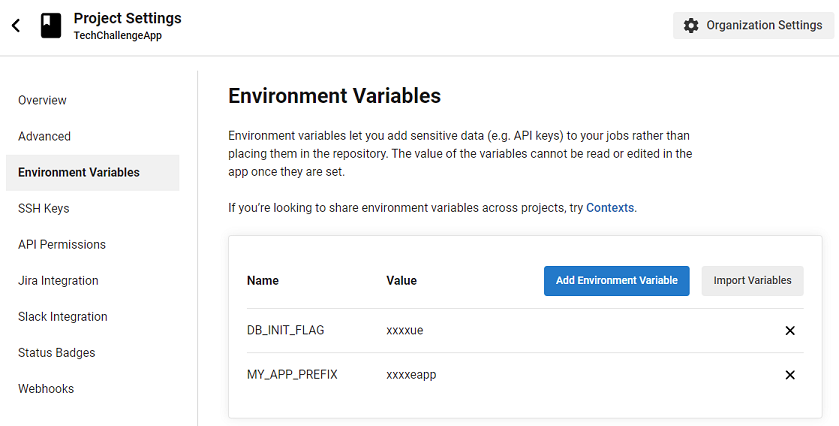 Project Settings
TechChallengeApp
Organization Settings
Overview
Advanced
Environment Variables
SSH Keys
API Permissions
Jira Integration
Slack Integration
Status Badges
Webhooks
Environment Variables
Environment variables let you add sensitive data (e.g. API keys) to your jobs rather than
placing them in the repository. The value of the variables cannot be read or edited in the
app once they are set.
If you're looking to share environment variables across projects, try Contexts.
Name Value Add Environment Variable Import Variables
DB_INIT_FLAG xxxxue
MY_APP_PREFIX xxxxeapp